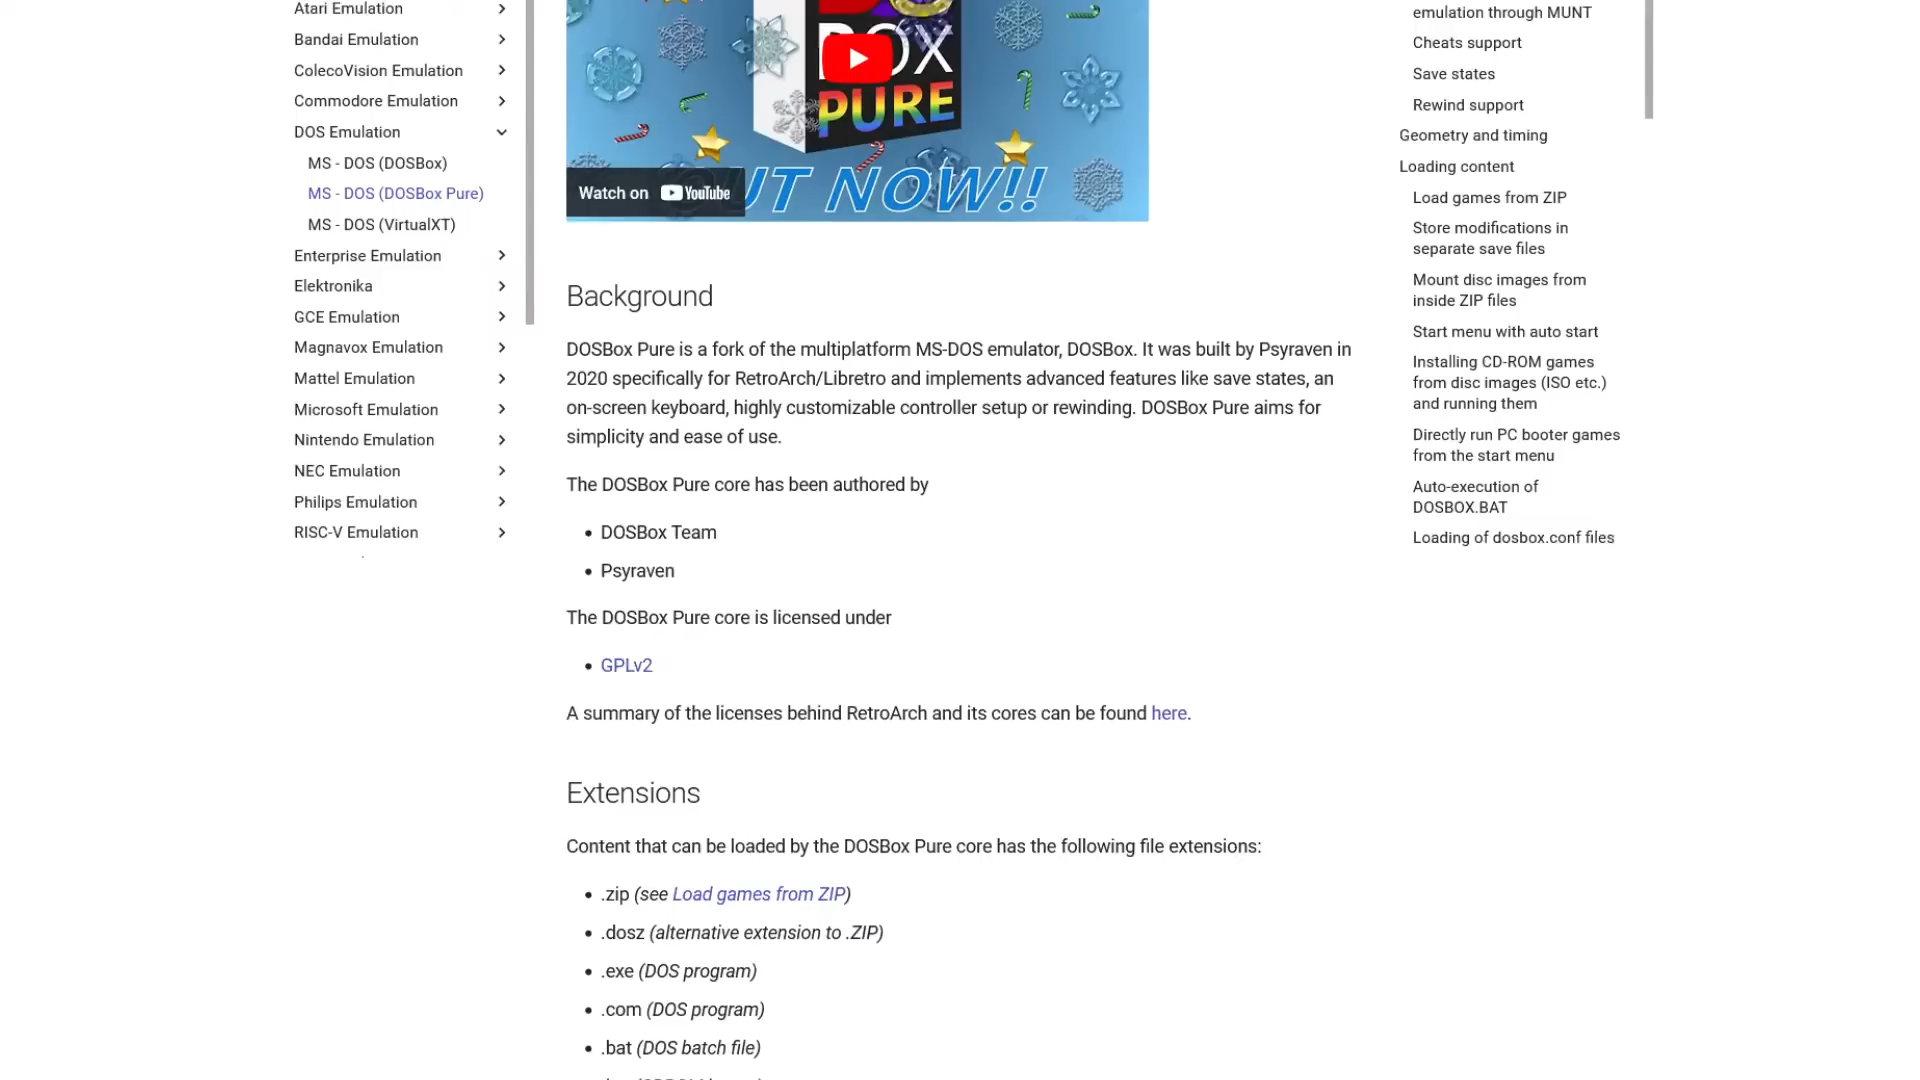 Atari Emulation
Bandai Emulation
ColecoVision Emulation
Commodore Emulation
DOS Emulation
MS - DOS (DOSBox)
MS - DOS (DOSBox Pure)
MS - DOS (VirtualXT)
Enterprise Emulation
Elektronika
GCE Emulation
Magnavox Emulation
Mattel Emulation
Microsoft Emulation
Nintendo Emulation
NEC Emulation
Philips Emulation
RISC-V Emulation
BOX
PURE
OUT NOW!!
Watch on YouTube
Background
DOSBox Pure is a fork of the multiplatform MS-DOS emulator, DOSBox. It was built by Psyraven in
2020 specifically for RetroArch/Libretro and implements advanced features like save states, an
on-screen keyboard, highly customizable controller setup or rewinding. DOSBox Pure aims for
simplicity and ease of use.
The DOSBox Pure core has been authored by
• DOSBox Team
• Psyraven
The DOSBox Pure core is licensed under
• GPLv2
A summary of the licenses behind RetroArch and its cores can be found here.
Extensions
Content that can be loaded by the DOSBox Pure core has the following file extensions:
• .zip (see Load games from ZIP)
• .dosz (alternative extension to .ZIP)
• .exe (DOS program)
• .com (DOS program)
• .bat (DOS batch file)
emulation through MUNT
Cheats support
Save states
Rewind support
Geometry and timing
Loading content
Load games from ZIP
Store modifications in
separate save files
Mount disc images from
inside ZIP files
Start menu with auto start
Installing CD-ROM games
from disc images (ISO etc.)
and running them
Directly run PC booter games
from the start menu
Auto-execution of
DOSBOX.BAT
Loading of dosbox.conf files